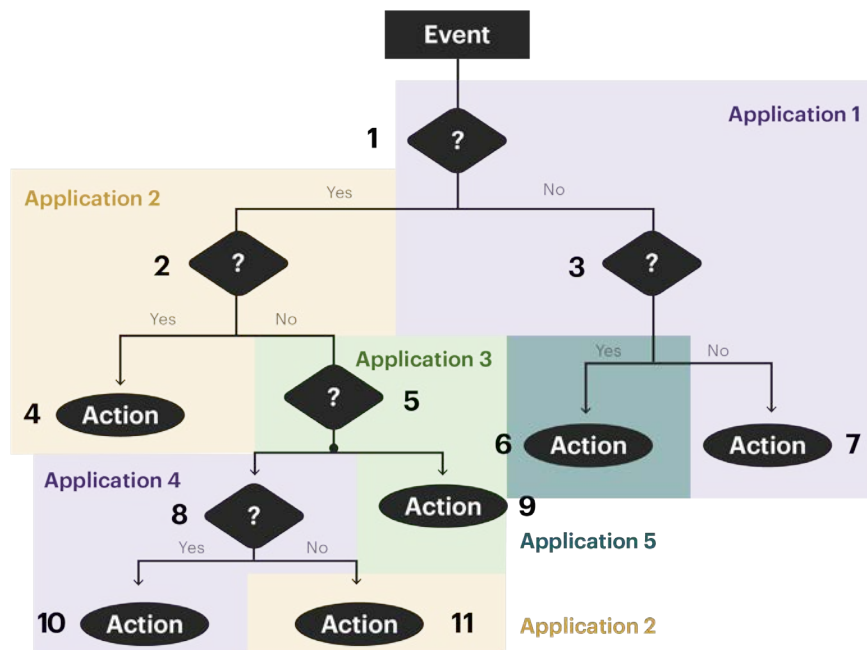 Event
Application 1
1
?
Yes
No
Application 2
2
?
3
?
Yes
No
Yes
No
Application 3
?
5
4
Action
6
Action
Action
7
Application 4
8
?
Action
9
Application 5
Yes
No
10
Action
Action
11
Application 2